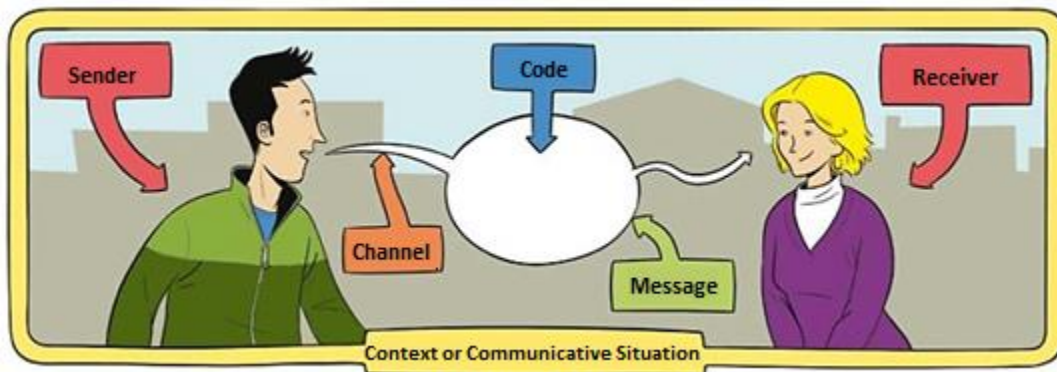 Sender
Code
Receiver
Channel
Message
Context or Communicative Situation